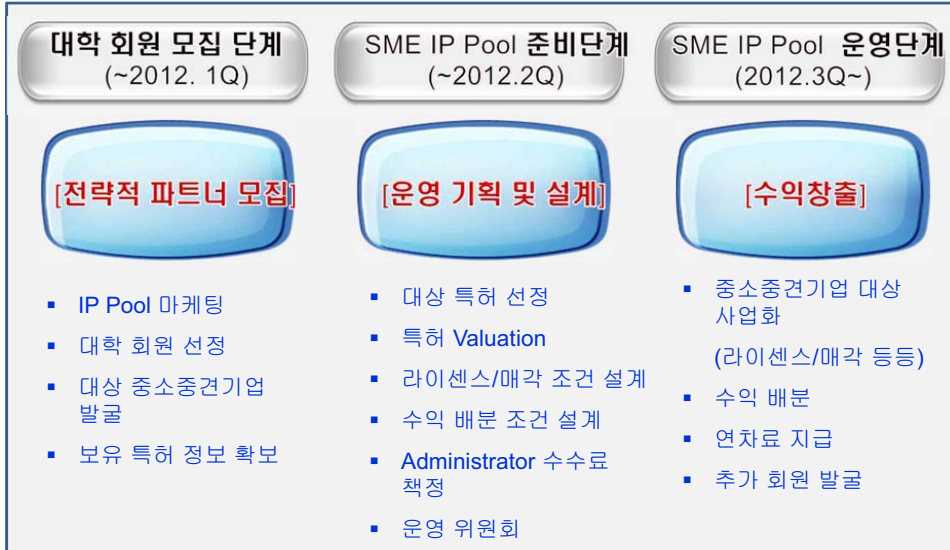 대학 회원 모집 단계
(~2012. 1Q)
[전략적 파트너 모집]
▪ IP Pool 마케팅
▪ 대학 회원 선정
▪ 대상 중소중견기업
발굴
▪ 보유 특허 정보 확보
SME IP Pool 준비단계
(~2012.2Q)
[운영 기획 및 설계]
▪ 대상 특허 선정
▪ 특허 Valuation
▪ 라이센스/매각 조건 설계
▪ 수익 배분 조건 설계
▪ Administrator 수수료
책정
▪ 운영 위원회
SME IP Pool 운영단계
(2012.3Q~)
[수익창출]
▪ 중소중견기업 대상
사업화
(라이센스/매각 등등)
▪ 수익 배분
▪ 연차료 지급
▪ 추가 회원 발굴